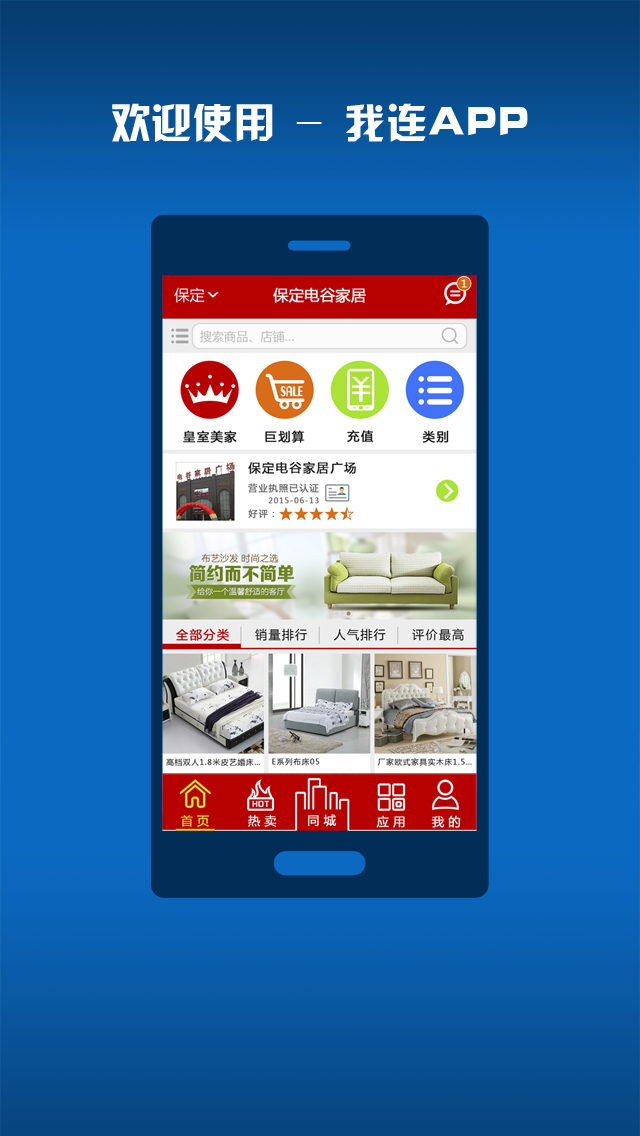 欢迎使用 — 我连APP
保定
保定电谷家居
1
搜索商品、店铺...
SALE
皇室美家
巨划算
充值
类别
电谷家居广场
保定电谷家居广场
营业执照已认证
2015-06-13
好评：
布艺沙发 时尚之选
简约而不简单
给你一个温馨舒适的客厅
全部分类
销量排行
人气排行
评价最高
高档双人1.8米皮艺婚床...
E系列布床05
厂家欧式家具实木床1.5...
HOT
首页
热卖
同城
应用
我的